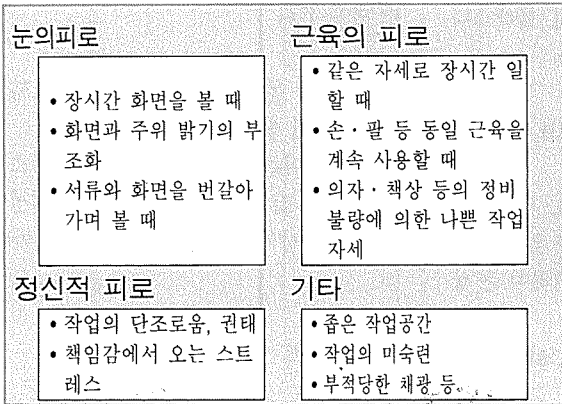 눈의피로
• 장시간 화면을 볼 때
• 화면과 주위 밝기의 부
조화
• 서류와 화면을 번갈아
가며 볼 때
근육의 피로
• 같은 자세로 장시간 일
할 때
• 손·팔 등 동일 근육을
계속 사용할 때
• 의자·책상 등의 정비
불량에 의한 나쁜 작업
자세
정신적 피로
• 작업의 단조로움, 권태
• 책임감에서 오는 스트
레스
기타
• 좁은 작업공간
• 작업의 미숙련
• 부적당한 채광 등